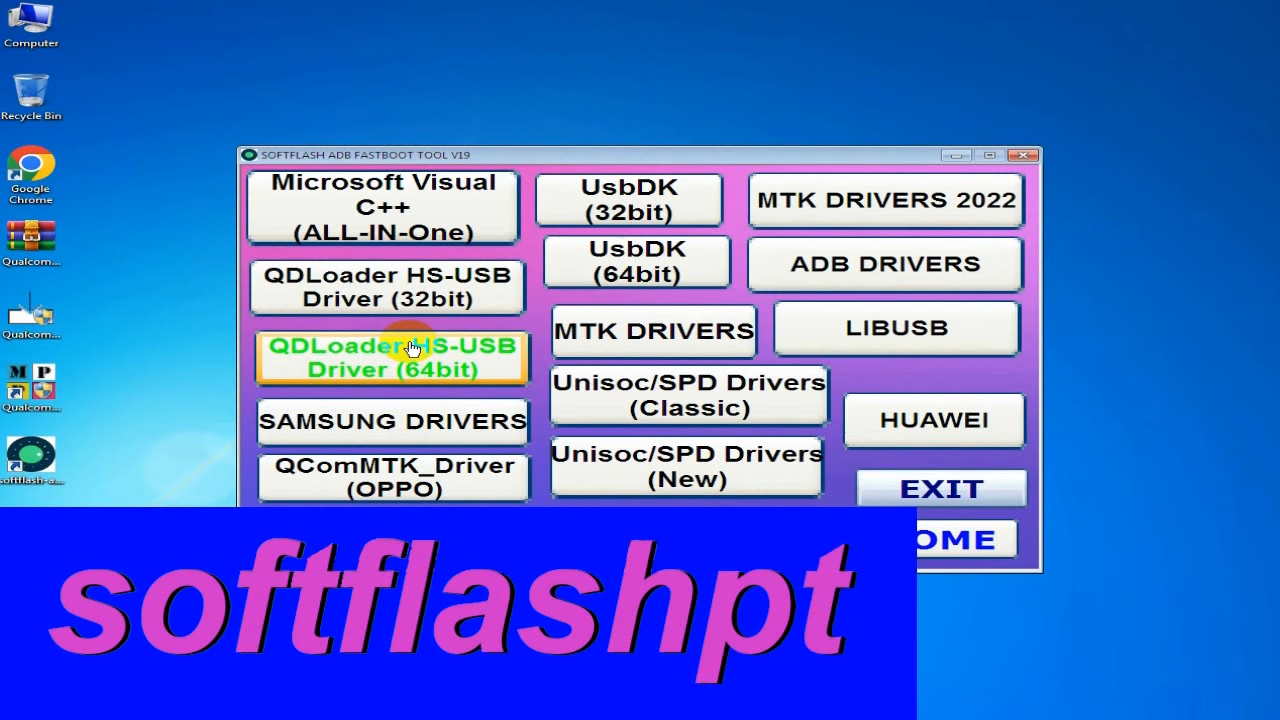 Computer
Recycle Bin
Google
Chrome
Qualcom...
Qualcom...
M P
Qualcom...
softflash-a...
SOFTFLASH ADB FASTBOOT TOOL V19
Microsoft Visual
C++
(ALL-IN-One)
QDLoader HS-USB
Driver (32bit)
QDLoader HS-USB
Driver (64bit)
SAMSUNG DRIVERS
QComMTK_Driver
(OPPO)
UsbDK
(32bit)
UsbDK
(64bit)
MTK DRIVERS
Unisoc/SPD Drivers
(Classic)
Unisoc/SPD Drivers
(New)
MTK DRIVERS 2022
ADB DRIVERS
LIBUSB
HUAWEI
EXIT
OME
softflashpt